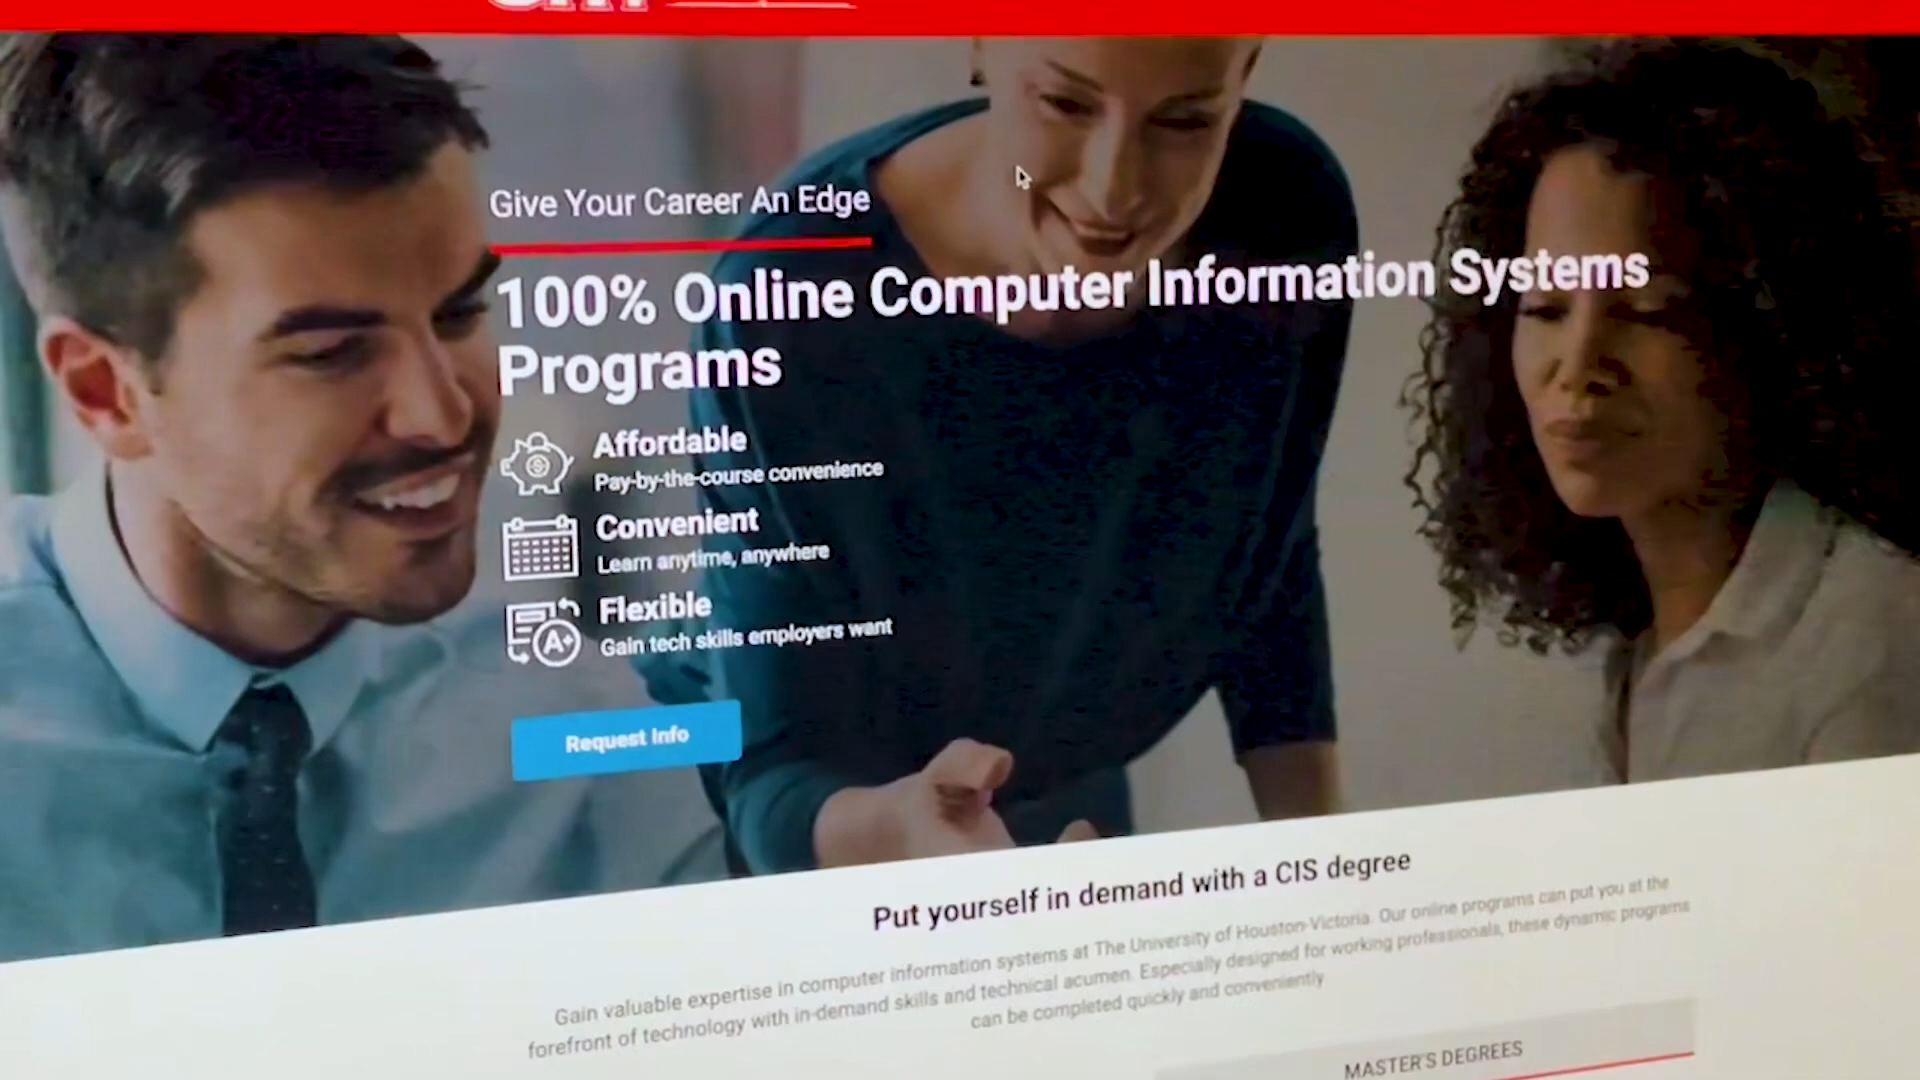 Give Your Career An Edge
100% Online Computer Information Systems
Programs
Affordable
Pay-by-the-course convenience
Convenient
Learn anytime, anywhere
Flexible
Gain tech skills employers want
A+
Request Info
Put yourself in demand with a CIS degree
Gain valuable expertise in computer information systems at The University of Houston-Victoria. Our online programs can put you at the
forefront of technology with in-demand skills and technical acumen. Especially designed for working professionals, these dynamic programs
can be completed quickly and conveniently
MASTER'S DEGREES